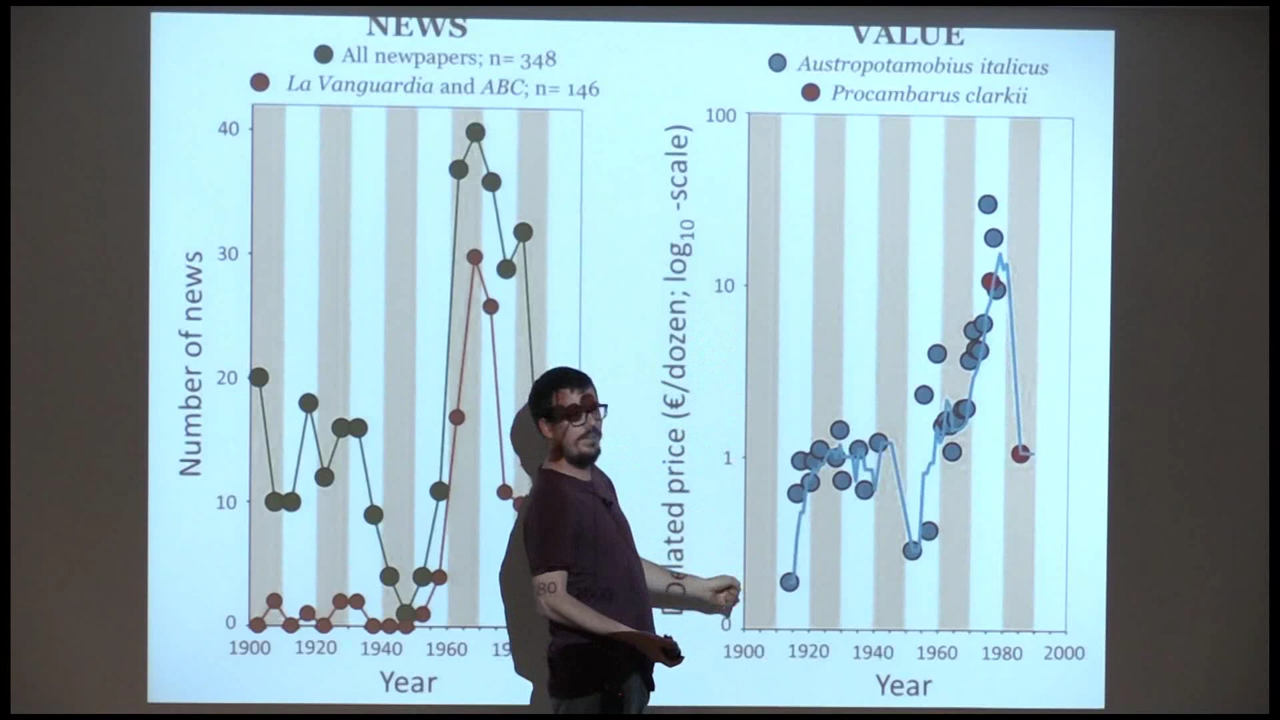 NEWS
All newpapers; n= 348
La Vanguardia and ABC; n= 146
40
30
20
10
0
Number of news
1900 1920 1940 1960
Year
VALUE
Austropotamobius italicus
Procambarus clarkii
100
10
1
0
price (€/dozen; log10 -scale)
1900 1920 1940 1960 1980 2000
Year
80